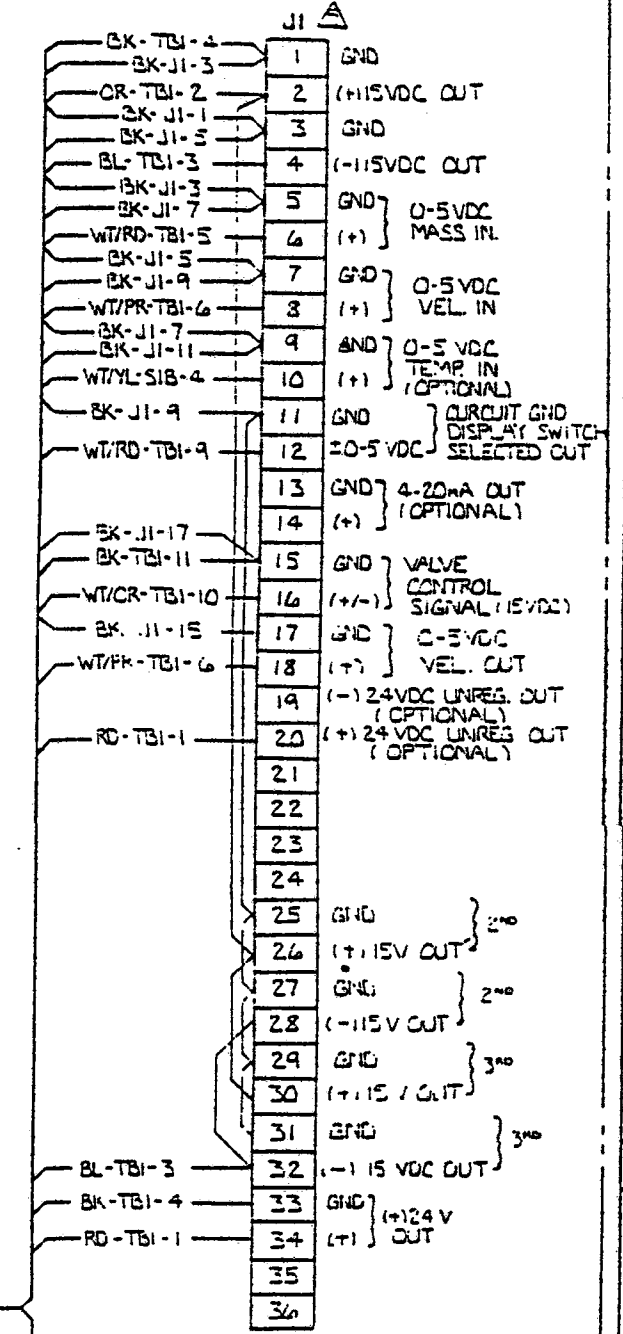 J1
BK-TB1-4
BK-J1-3
1 GND
OR-TB1-2
2 (+)15VDC OUT
BK-J1-1
BK-J1-5
3 GND
BL-TB1-3
4 (-)15VDC OUT
BK-J1-3
BK-J1-7
5 GND
0-5VDC
WT/RD-TB1-5
6 (+)
MASS IN.
BK-J1-5
BK-J1-9
7 GND
0-5VDC
WT/PR-TB1-6
8 (+)
VEL. IN
BK-J1-7
BK-J1-11
9 GND
0-5 VDC
TEMP. IN
WT/YL-S1B-4
10 (+)
(OPTIONAL)
BK-J1-9
11 GND
CURCUIT GND
DISPLAY SWITCH
WT/RD-TB1-9
12 ±0-5 VDC
SELECTED OUT
13 GND
4-20mA OUT
14 (+)
(OPTIONAL)
BK-J1-17
BK-TB1-11
15 GND
VALVE
CONTROL
WT/OR-TB1-10
16 (+/-)
SIGNAL (15VDC)
BK-J1-15
17 GND
0-5VDC
WT/PR-TB1-6
18 (+)
VEL. OUT
19 (-) 24VDC UNREG. OUT
(OPTIONAL)
RD-TB1-1
20 (+) 24 VDC UNREG OUT
(OPTIONAL)
21
22
23
24
25 GND
2ND
26 (+)15V OUT
27 GND
2ND
28 (-)15V OUT
29 GND
3RD
30 (+)15V OUT
31 GND
3RD
BL-TB1-3
32 (-) 15 VDC OUT
BK-TB1-4
33 GND
(+)24 V
RD-TB1-1
34 (+)
OUT
35
36